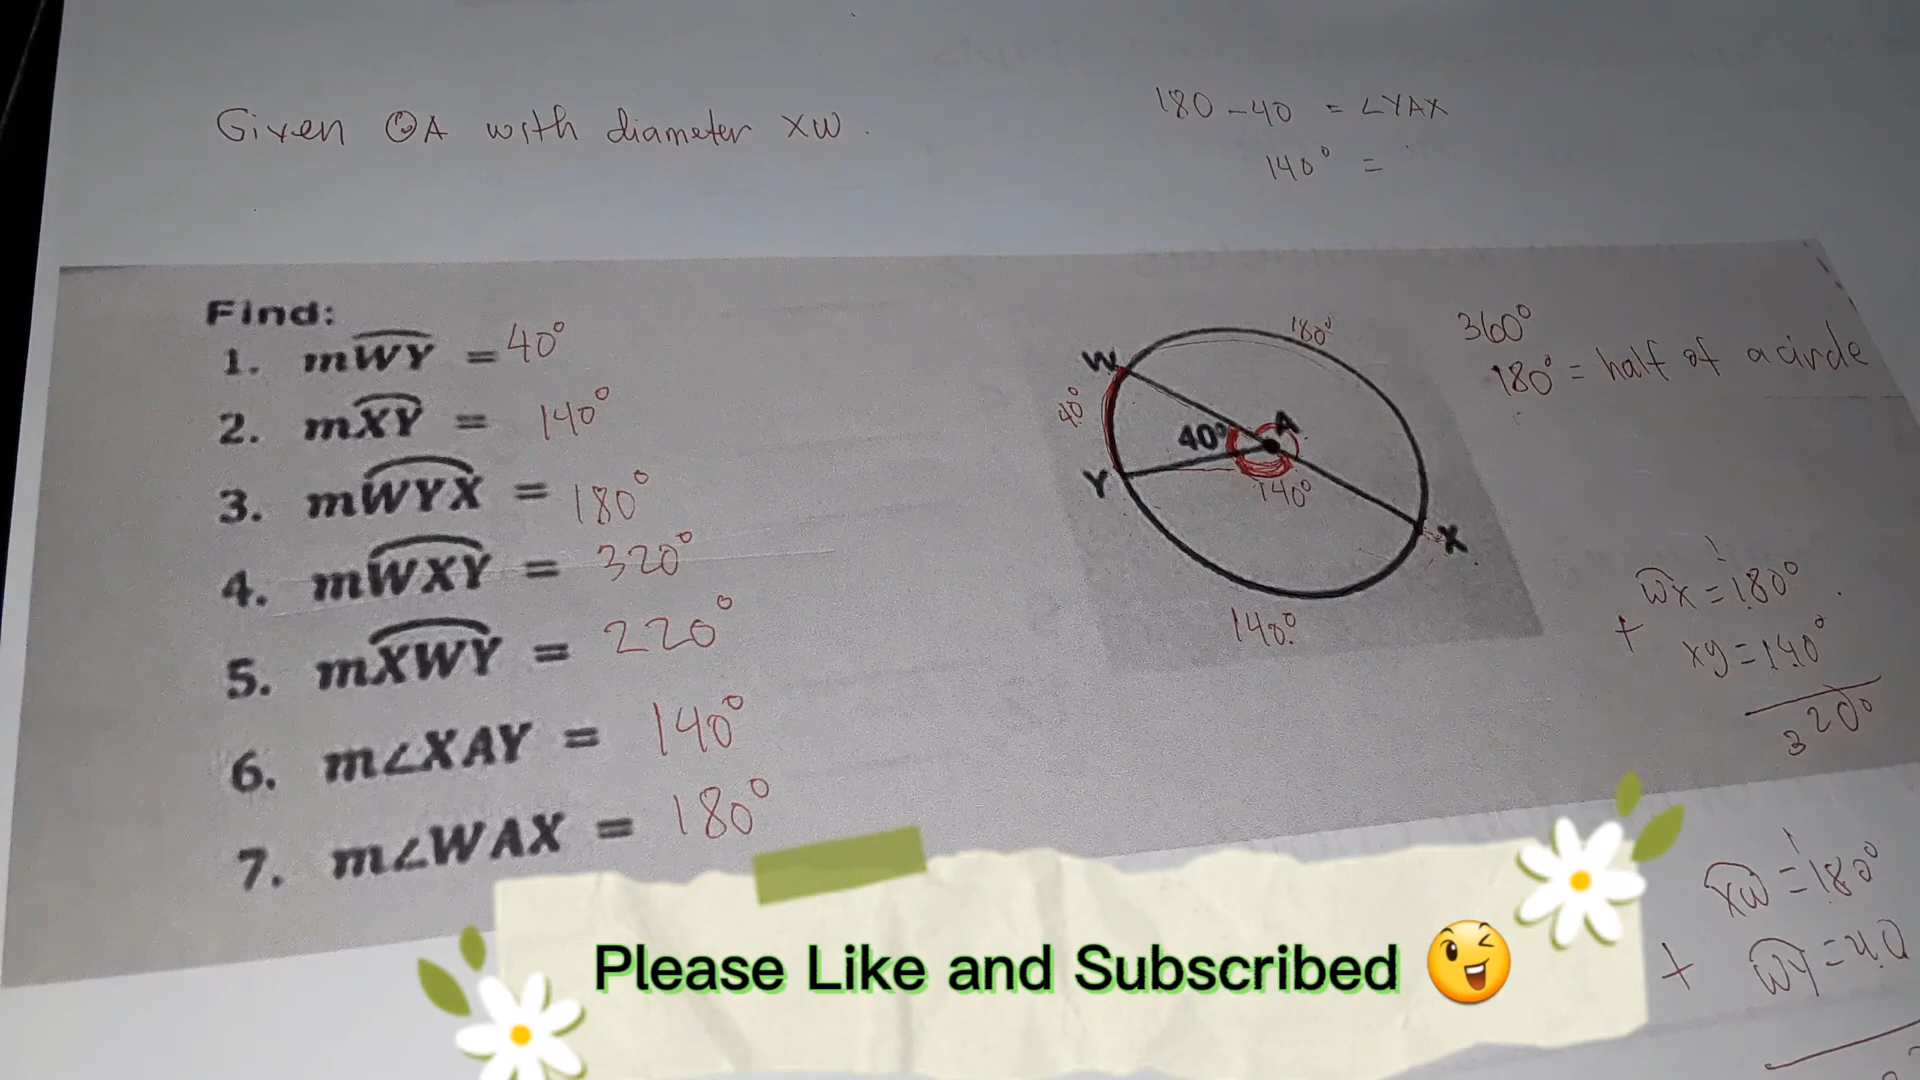 Given ⊙A with diameter XW.
180 - 40 = ∠YAX
140° =
Find:
1. mWY = 40°
2. mXY = 140°
3. mWYX = 180°
4. mWXY = 320°
5. mXWY = 220°
6. m∠XAY = 140°
7. m∠WAX = 180°
180°
W
40°
40°
A
Y
140°
X
140°
360°
180° = half of a circle
WX = 180°
+ XY = 140°
320°
XW = 180°
+ WY = 40
Please Like and Subscribed